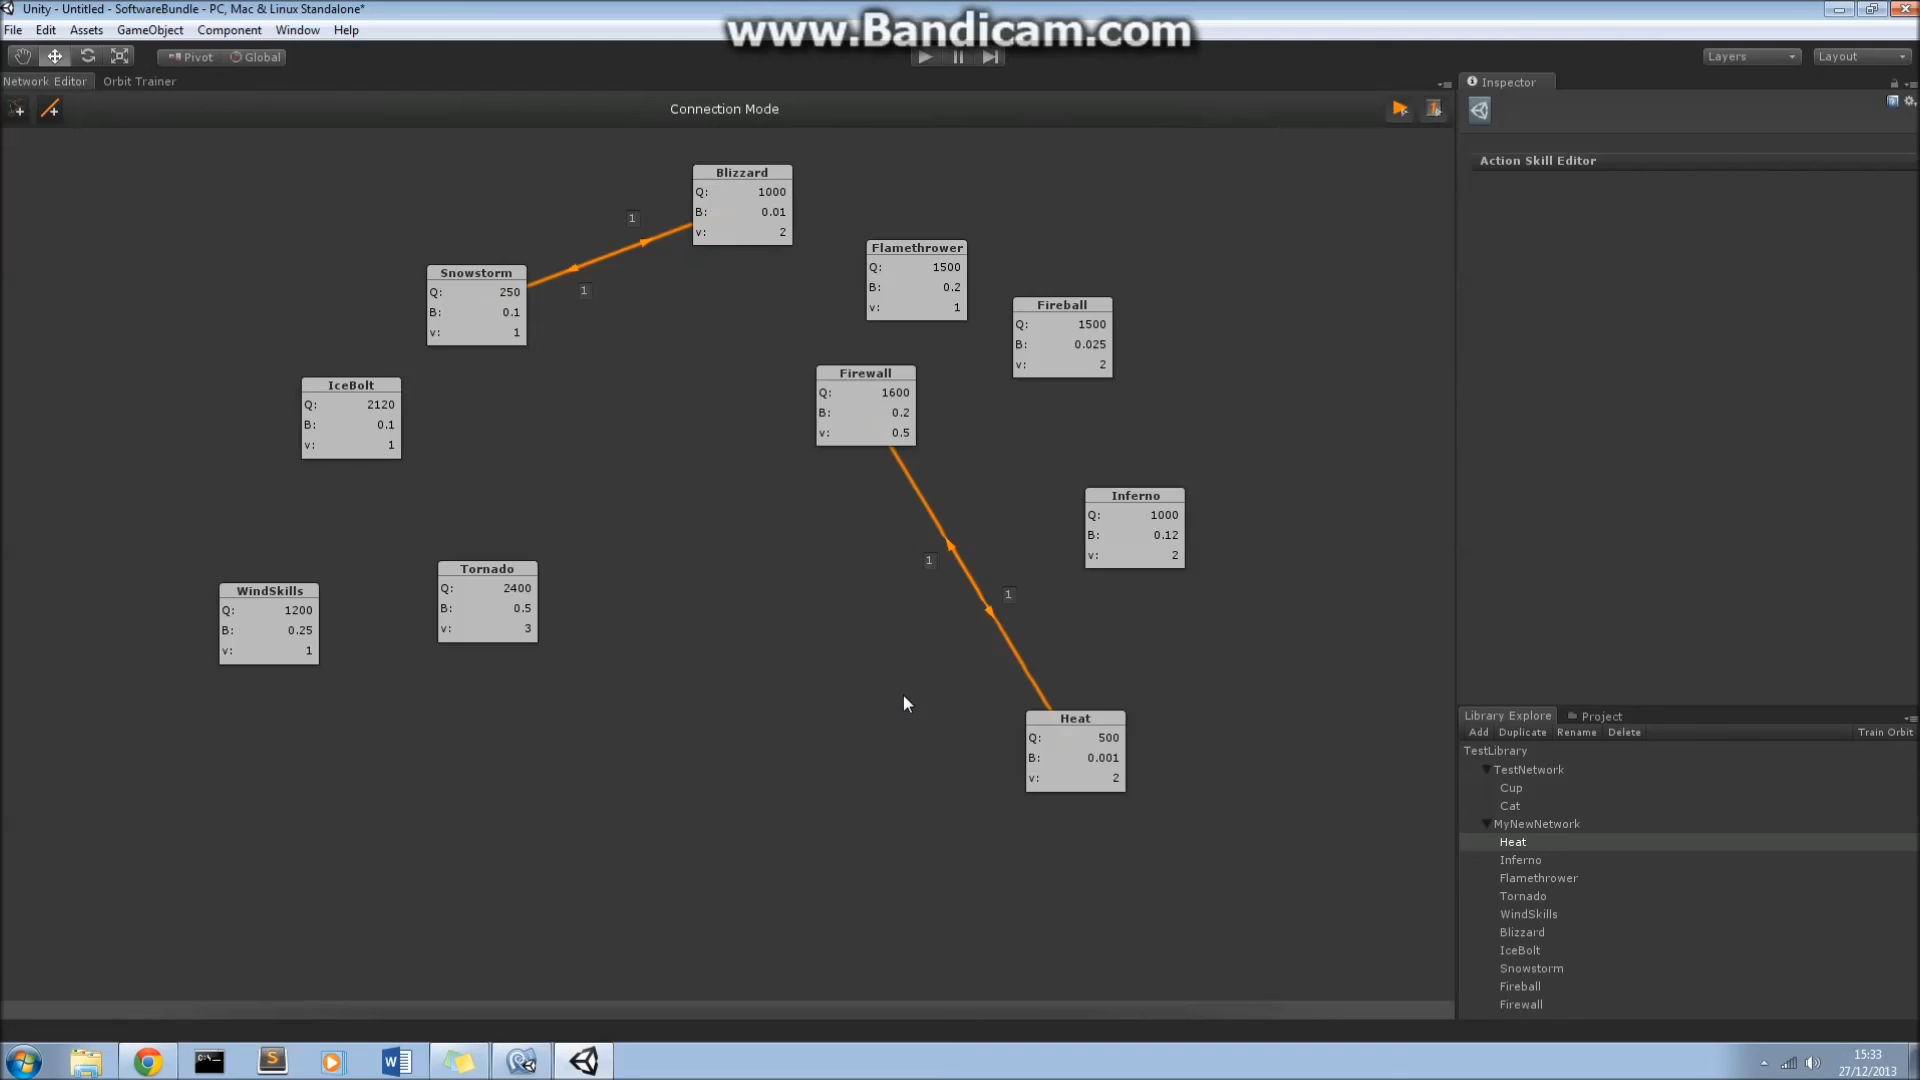 Unity - Untitled - SoftwareBundle - PC, Mac & Linux Standalone*
www.Bandicam.com
File Edit Assets GameObject Component Window Help
Pivot Global Layers Layout
Network Editor Orbit Trainer Inspector
Connection Mode
Action Skill Editor
Blizzard
Q: 1000
B: 0.01
v: 2
1
1
Snowstorm
Q: 250
B: 0.1
v: 1
Flamethrower
Q: 1500
B: 0.2
v: 1
Fireball
Q: 1500
B: 0.025
v: 2
Firewall
Q: 1600
B: 0.2
v: 0.5
IceBolt
Q: 2120
B: 0.1
v: 1
Inferno
Q: 1000
B: 0.12
v: 2
1
1
WindSkills
Q: 1200
B: 0.25
v: 1
Tornado
Q: 2400
B: 0.5
v: 3
Heat
Q: 500
B: 0.001
v: 2
Library Explore Project
Add Duplicate Rename Delete Train Orbit
TestLibrary
TestNetwork
Cup
Cat
MyNewNetwork
Heat
Inferno
Flamethrower
Tornado
WindSkills
Blizzard
IceBolt
Snowstorm
Fireball
Firewall
15:33
27/12/2013